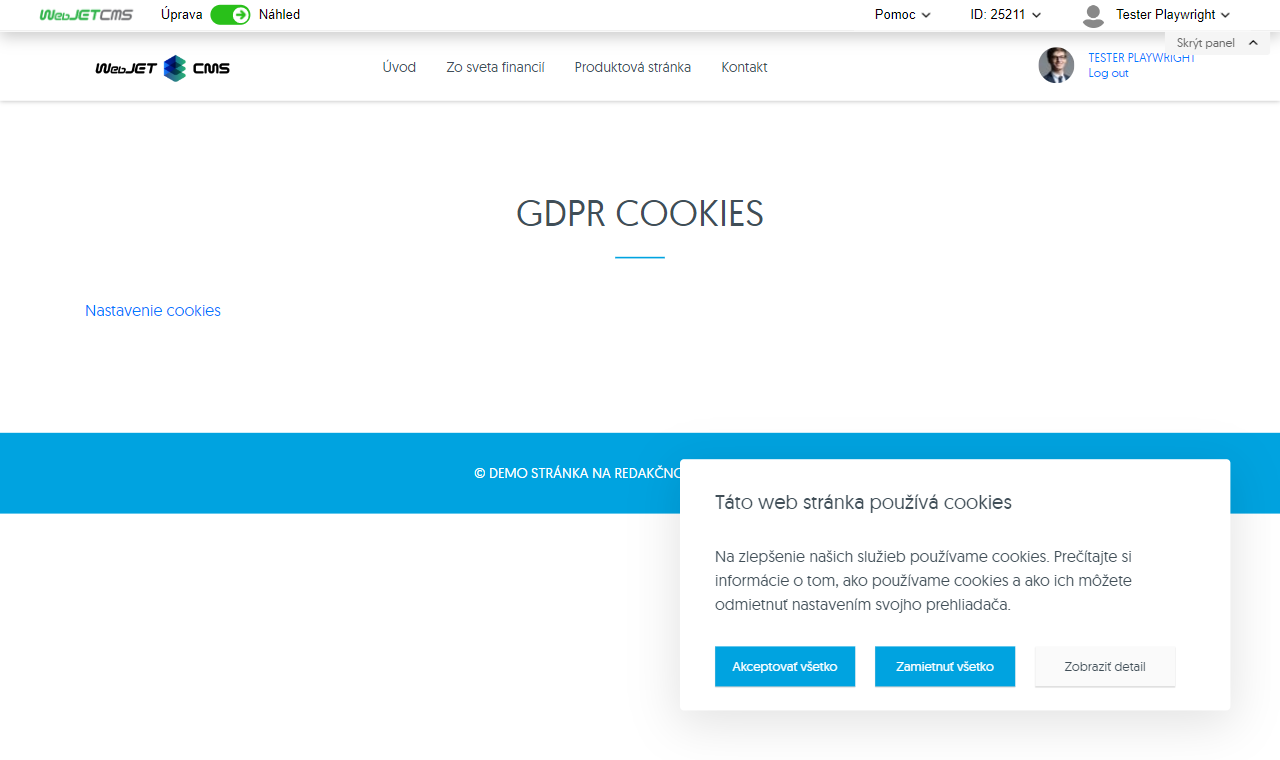 WebJETCMS Úprava Náhled Pomoc ID: 25211 Tester Playwright
Skrýt panel
WebJET CMS Úvod Zo sveta financií Produktová stránka Kontakt
TESTER PLAYWRIGHT
Log out
GDPR COOKIES
Nastavenie cookies
© DEMO STRÁNKA NA REDAKČNO
Táto web stránka používá cookies
Na zlepšenie našich služieb používame cookies. Prečítajte si
informácie o tom, ako používame cookies a ako ich môžete
odmietnuť nastavením svojho prehliadača.
Akceptovať všetko Zamietnuť všetko Zobraziť detail